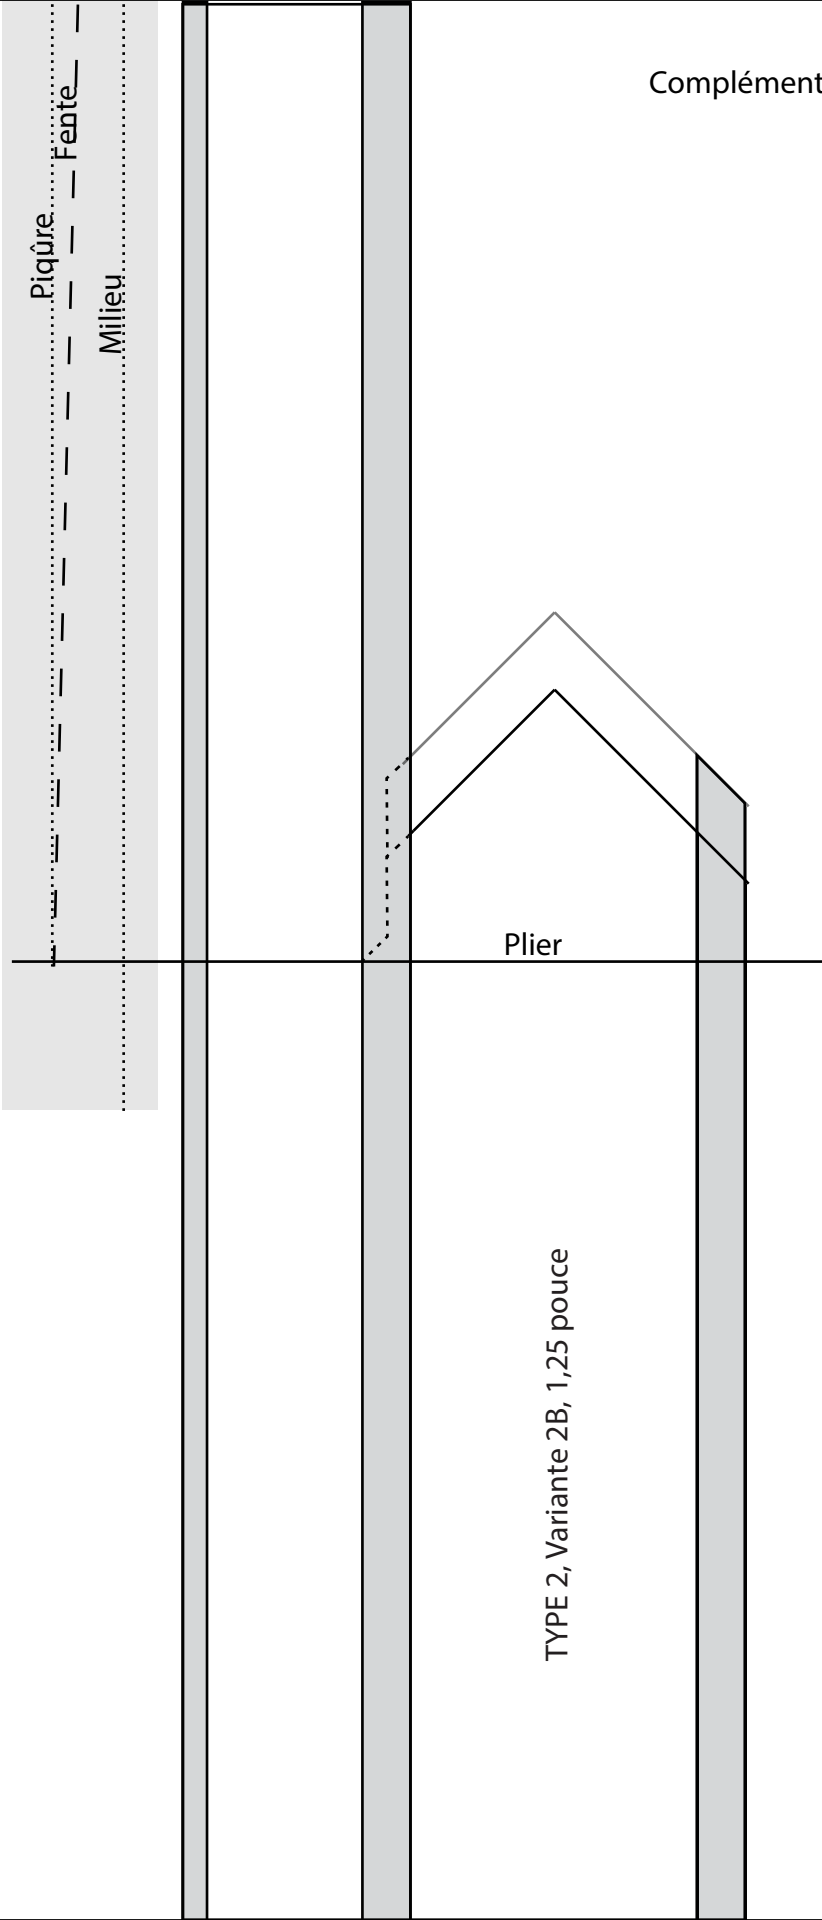 Complément
Fente
Piqûre
Milieu
Plier
TYPE 2, Variante 2B, 1,25 pouce